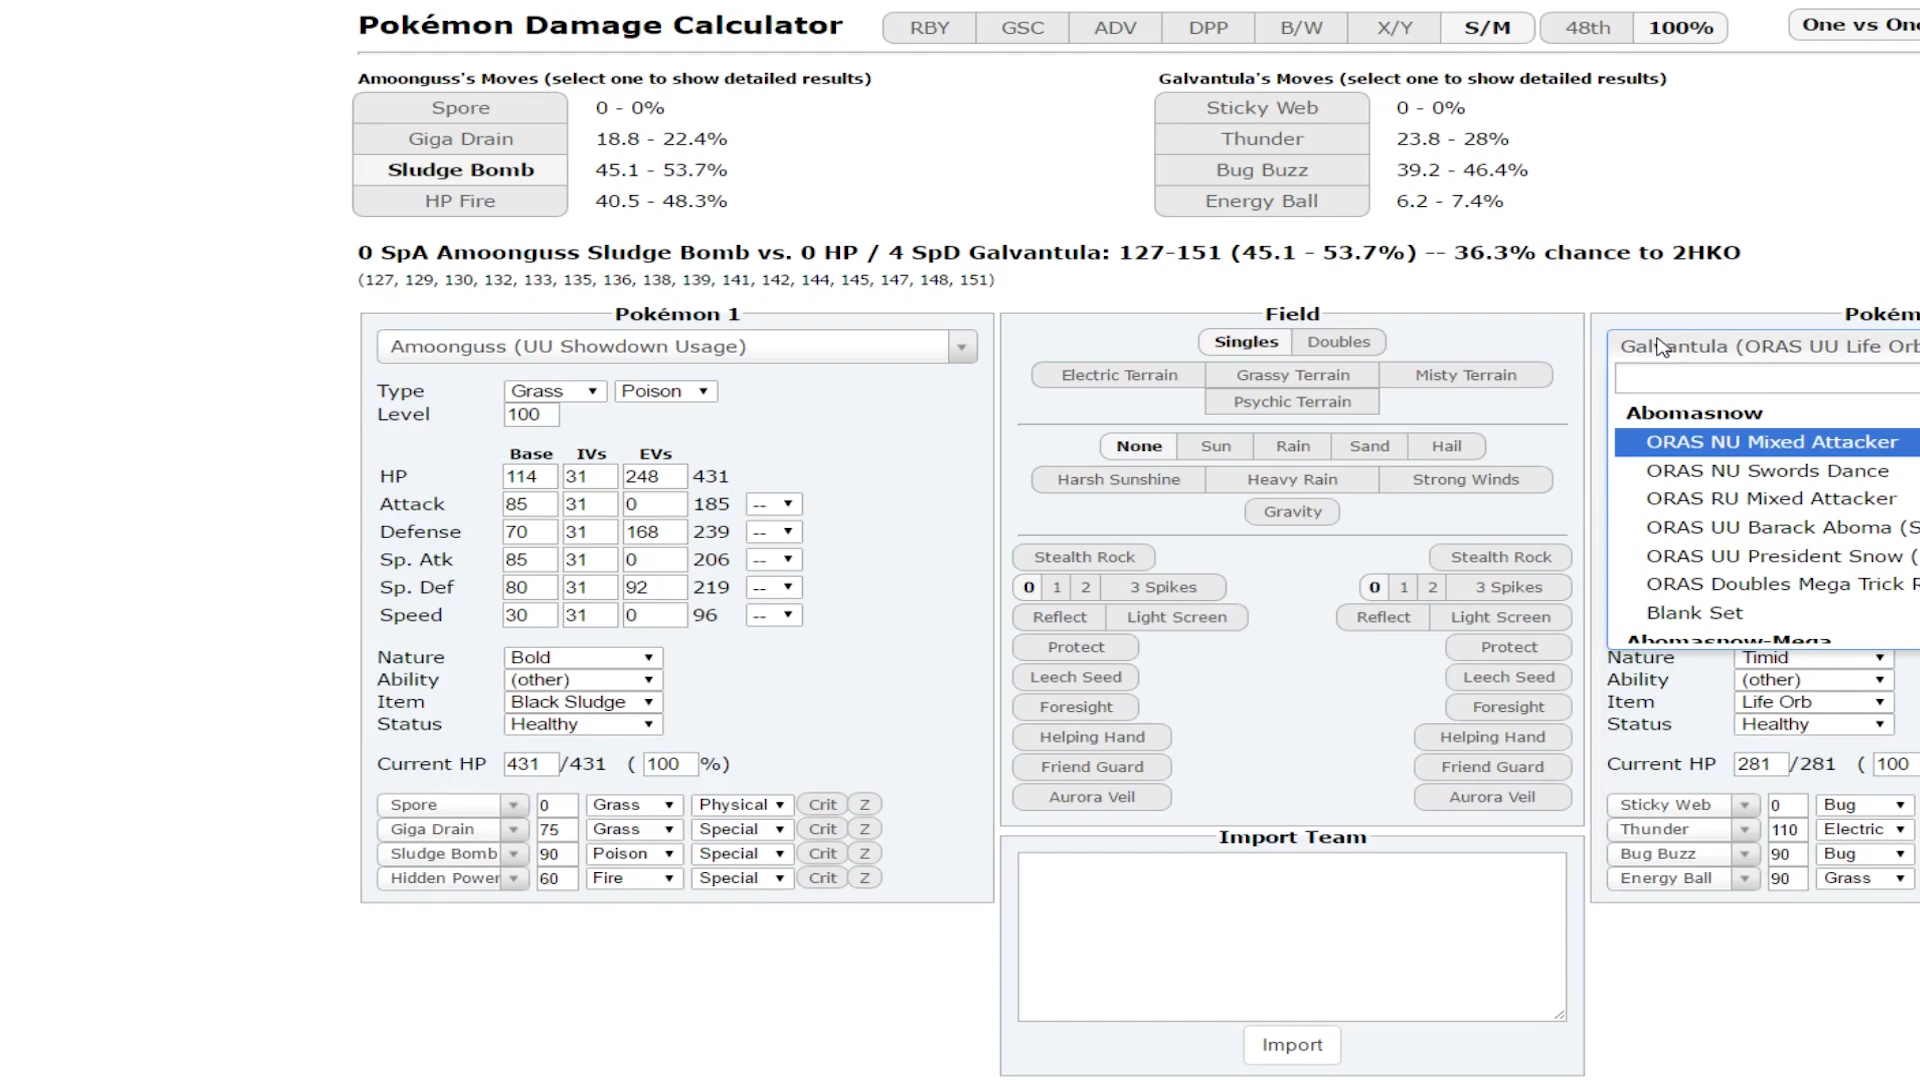 Pokémon Damage Calculator RBY GSC ADV DPP B/W X/Y S/M 48th 100% One vs One
Amoonguss's Moves (select one to show detailed results) Galvantula's Moves (select one to show detailed results)
Spore 0 - 0% Sticky Web 0 - 0%
Giga Drain 18.8 - 22.4% Thunder 23.8 - 28%
Sludge Bomb 45.1 - 53.7% Bug Buzz 39.2 - 46.4%
HP Fire 40.5 - 48.3% Energy Ball 6.2 - 7.4%
0 SpA Amoonguss Sludge Bomb vs. 0 HP / 4 SpD Galvantula: 127-151 (45.1 - 53.7%) -- 36.3% chance to 2HKO
(127, 129, 130, 132, 133, 135, 136, 138, 139, 141, 142, 144, 145, 147, 148, 151)
Pokémon 1
Amoonguss (UU Showdown Usage)
Type Grass Poison
Level 100
Base IVs EVs
HP 114 31 248 431
Attack 85 31 0 185 --
Defense 70 31 168 239 --
Sp. Atk 85 31 0 206 --
Sp. Def 80 31 92 219 --
Speed 30 31 0 96 --
Nature Bold
Ability (other)
Item Black Sludge
Status Healthy
Current HP 431 /431 ( 100 %)
Spore 0 Grass Physical Crit Z
Giga Drain 75 Grass Special Crit Z
Sludge Bomb 90 Poison Special Crit Z
Hidden Power 60 Fire Special Crit Z
Field
Singles Doubles
Electric Terrain Grassy Terrain Misty Terrain
Psychic Terrain
None Sun Rain Sand Hail
Harsh Sunshine Heavy Rain Strong Winds
Gravity
Stealth Rock Stealth Rock
0 1 2 3 Spikes 0 1 2 3 Spikes
Reflect Light Screen Reflect Light Screen
Protect Protect
Leech Seed Leech Seed
Foresight Foresight
Helping Hand Helping Hand
Friend Guard Friend Guard
Aurora Veil Aurora Veil
Import Team
Import
Pokém
Galvantula (ORAS UU Life Orb
Abomasnow
ORAS NU Mixed Attacker
ORAS NU Swords Dance
ORAS RU Mixed Attacker
ORAS UU Barack Aboma (S
ORAS UU President Snow (
ORAS Doubles Mega Trick R
Blank Set
Abomasnow-Mega
Nature Timid
Ability (other)
Item Life Orb
Status Healthy
Current HP 281 /281 ( 100
Sticky Web 0 Bug
Thunder 110 Electric
Bug Buzz 90 Bug
Energy Ball 90 Grass